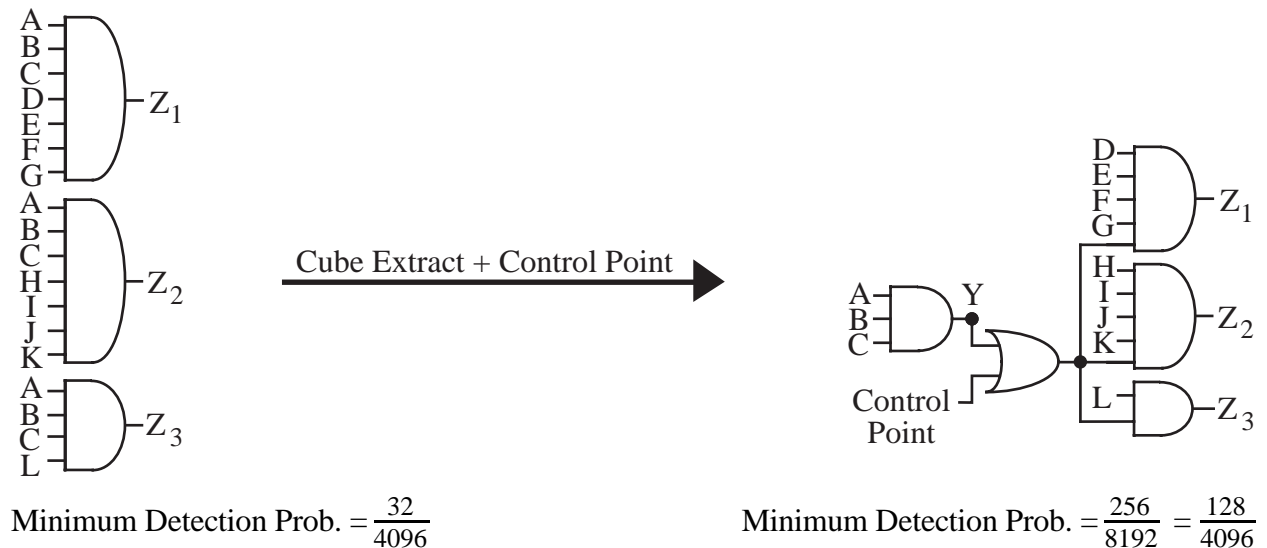 A
B
C
D
E
F
G
Z1
A
B
C
H
I
J
K
Z2
A
B
C
L
Z3
Cube Extract + Control Point
A
B
C
Y
Control
Point
D
E
F
G
Z1
H
I
J
K
Z2
L
Z3
Minimum Detection Prob. = 32/4096
Minimum Detection Prob. = 256/8192 = 128/4096